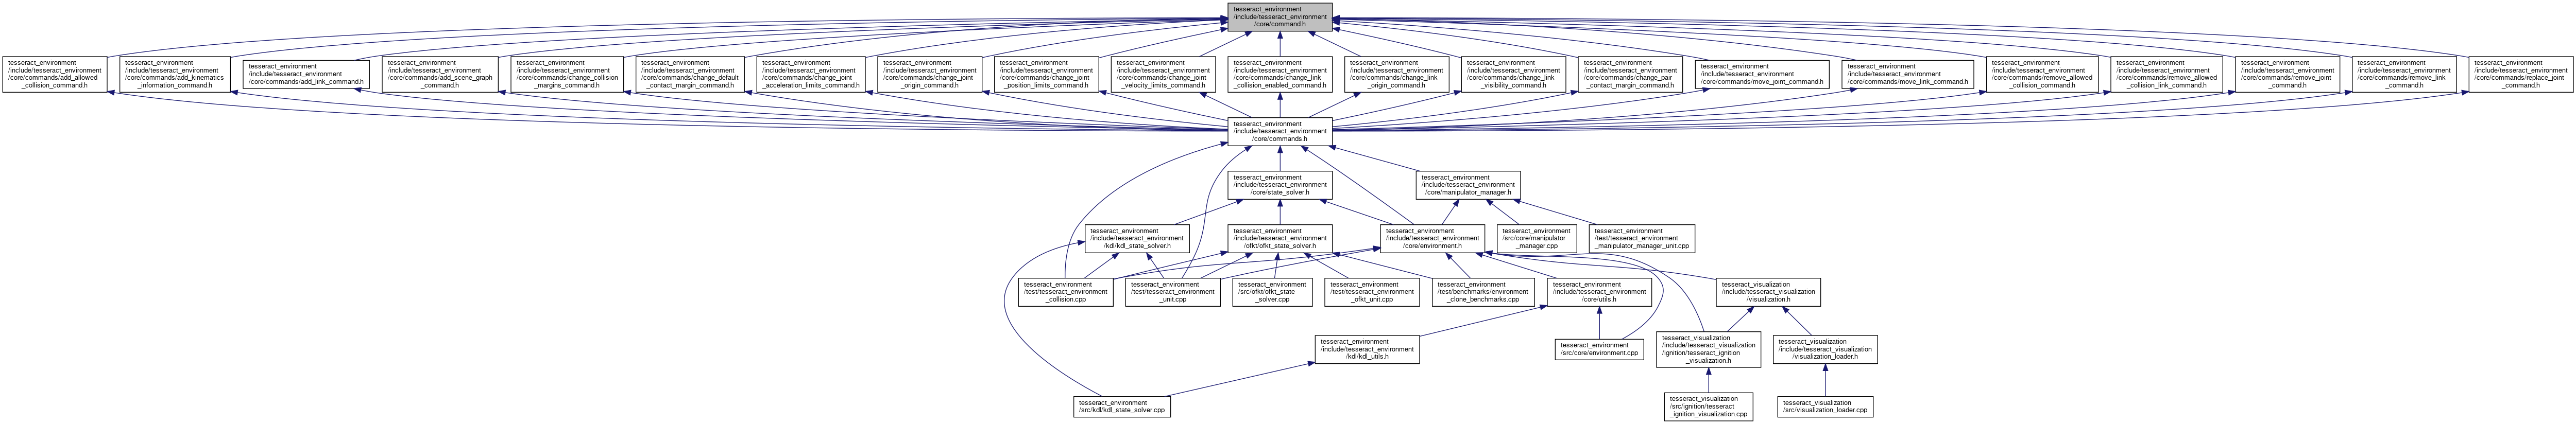 tesseract_environment
/include/tesseract_environment
/core/command.h
tesseract_environment
/include/tesseract_environment
/core/commands/add_allowed
_collision_command.h
tesseract_environment
/include/tesseract_environment
/core/commands/add_kinematics
_information_command.h
tesseract_environment
/include/tesseract_environment
/core/commands/add_link_command.h
tesseract_environment
/include/tesseract_environment
/core/commands/add_scene_graph
_command.h
tesseract_environment
/include/tesseract_environment
/core/commands/change_collision
_margins_command.h
tesseract_environment
/include/tesseract_environment
/core/commands/change_default
_contact_margin_command.h
tesseract_environment
/include/tesseract_environment
/core/commands/change_joint
_acceleration_limits_command.h
tesseract_environment
/include/tesseract_environment
/core/commands/change_joint
_origin_command.h
tesseract_environment
/include/tesseract_environment
/core/commands/change_joint
_position_limits_command.h
tesseract_environment
/include/tesseract_environment
/core/commands/change_joint
_velocity_limits_command.h
tesseract_environment
/include/tesseract_environment
/core/commands/change_link
_collision_enabled_command.h
tesseract_environment
/include/tesseract_environment
/core/commands/change_link
_origin_command.h
tesseract_environment
/include/tesseract_environment
/core/commands/change_link
_visibility_command.h
tesseract_environment
/include/tesseract_environment
/core/commands/change_pair
_contact_margin_command.h
tesseract_environment
/include/tesseract_environment
/core/commands/move_joint_command.h
tesseract_environment
/include/tesseract_environment
/core/commands/move_link_command.h
tesseract_environment
/include/tesseract_environment
/core/commands/remove_allowed
_collision_command.h
tesseract_environment
/include/tesseract_environment
/core/commands/remove_allowed
_collision_link_command.h
tesseract_environment
/include/tesseract_environment
/core/commands/remove_joint
_command.h
tesseract_environment
/include/tesseract_environment
/core/commands/remove_link
_command.h
tesseract_environment
/include/tesseract_environment
/core/commands/replace_joint
_command.h
tesseract_environment
/include/tesseract_environment
/core/commands.h
tesseract_environment
/include/tesseract_environment
/core/state_solver.h
tesseract_environment
/include/tesseract_environment
/core/manipulator_manager.h
tesseract_environment
/include/tesseract_environment
/kdl/kdl_state_solver.h
tesseract_environment
/include/tesseract_environment
/ofkt/ofkt_state_solver.h
tesseract_environment
/include/tesseract_environment
/core/environment.h
tesseract_environment
/src/core/manipulator
_manager.cpp
tesseract_environment
/test/tesseract_environment
_manipulator_manager_unit.cpp
tesseract_environment
/test/tesseract_environment
_collision.cpp
tesseract_environment
/test/tesseract_environment
_unit.cpp
tesseract_environment
/src/ofkt/ofkt_state
_solver.cpp
tesseract_environment
/test/tesseract_environment
_ofkt_unit.cpp
tesseract_environment
/test/benchmarks/environment
_clone_benchmarks.cpp
tesseract_environment
/include/tesseract_environment
/core/utils.h
tesseract_visualization
/include/tesseract_visualization
/visualization.h
tesseract_environment
/include/tesseract_environment
/kdl/kdl_utils.h
tesseract_environment
/src/core/environment.cpp
tesseract_visualization
/include/tesseract_visualization
/ignition/tesseract_ignition
_visualization.h
tesseract_visualization
/include/tesseract_visualization
/visualization_loader.h
tesseract_environment
/src/kdl/kdl_state_solver.cpp
tesseract_visualization
/src/ignition/tesseract
_ignition_visualization.cpp
tesseract_visualization
/src/visualization_loader.cpp